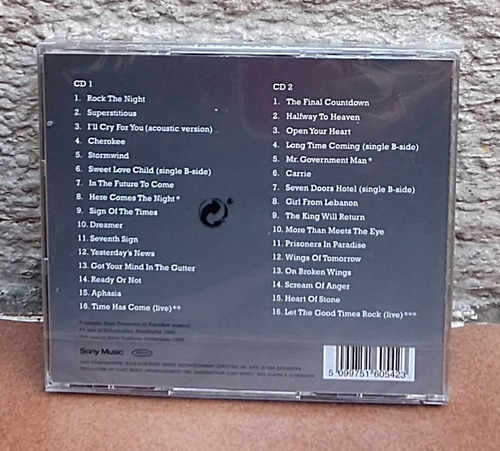 CD 1
1. Rock The Night
2. Superstitious
3. I'll Cry For You (acoustic version)
4. Cherokee
5. Stormwind
6. Sweet Love Child (single B-side)
7. In The Future To Come
8. Here Comes The Night*
9. Sign Of The Times
10. Dreamer
11. Seventh Sign
12. Yesterday's News
13. Got Your Mind In The Gutter
14. Ready Or Not
15. Aphasia
16. Time Has Come (live)**
CD 2
1. The Final Countdown
2. Halfway To Heaven
3. Open Your Heart
4. Long Time Coming (single B-side)
5. Mr. Government Man*
6. Carrie
7. Seven Doors Hotel (single B-side)
8. Girl From Lebanon
9. The King Will Return
10. More Than Meets The Eye
11. Prisoners In Paradise
12. Wings Of Tomorrow
13. On Broken Wings
14. Scream Of Anger
15. Heart Of Stone
16. Let The Good Times Rock (live)***
Sony Music
5 099751 605423